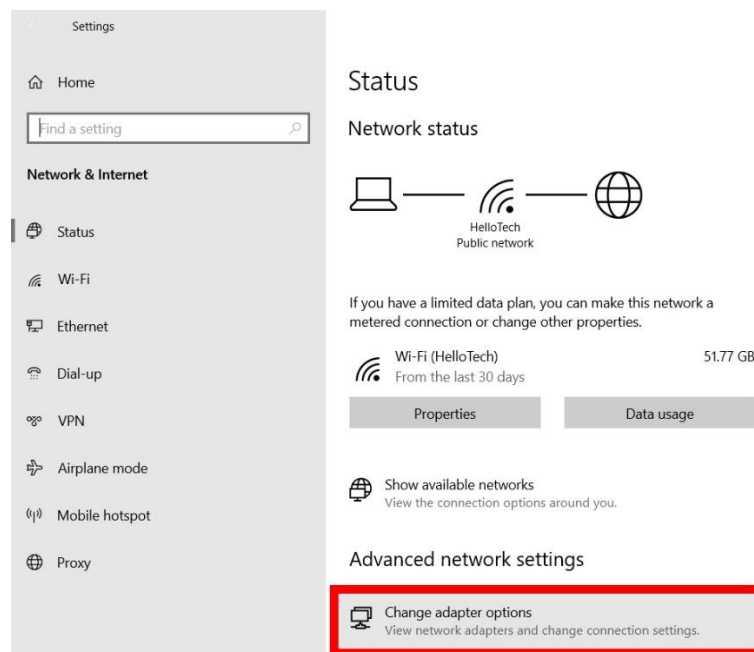 Settings
Home
Find a setting
Network & Internet
Status
Wi-Fi
Ethernet
Dial-up
VPN
Airplane mode
Mobile hotspot
Proxy
Status
Network status
HelloTech
Public network
If you have a limited data plan, you can make this network a
metered connection or change other properties.
Wi-Fi (HelloTech)
51.77 GB
From the last 30 days
Properties
Data usage
Show available networks
View the connection options around you.
Advanced network settings
Change adapter options
View network adapters and change connection settings.